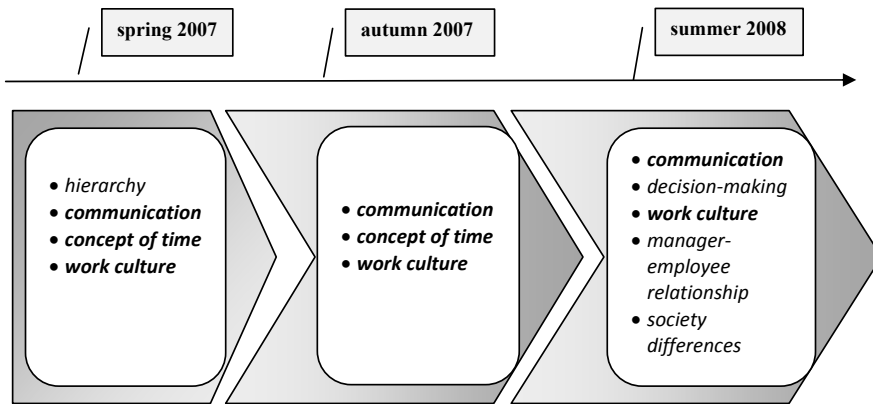 spring 2007
autumn 2007
summer 2008
• hierarchy
• communication
• concept of time
• work culture
• communication
• concept of time
• work culture
• communication
• decision-making
• work culture
• manager-
employee
relationship
• society
differences